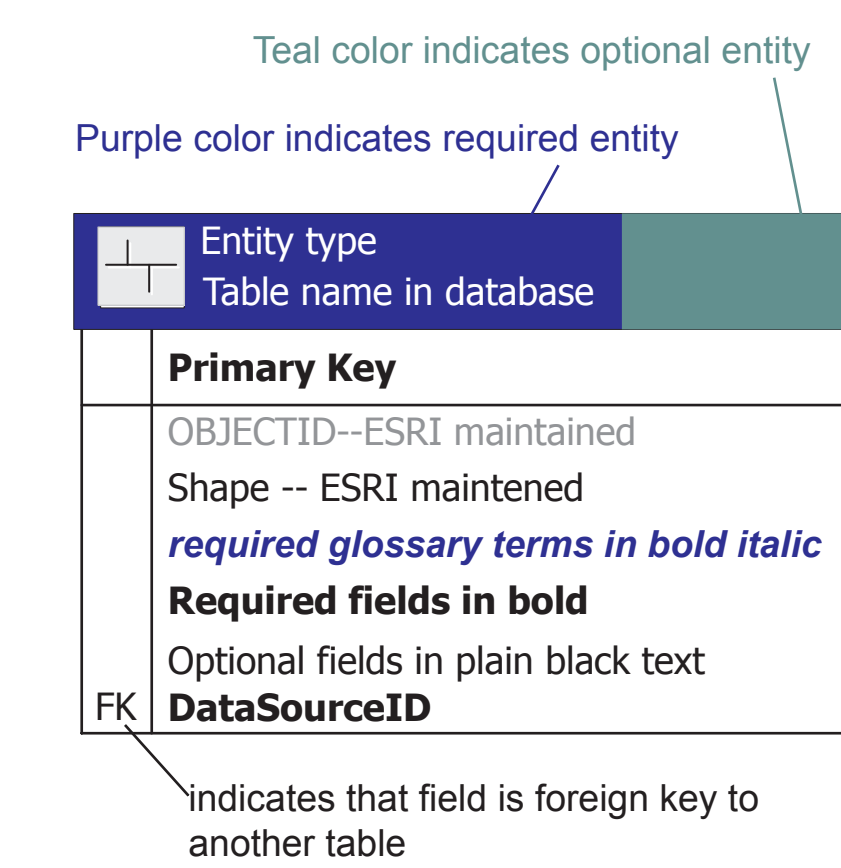 Teal color indicates optional entity
Purple color indicates required entity
Entity type
Table name in database
Primary Key
OBJECTID--ESRI maintained
Shape -- ESRI maintened
required glossary terms in bold italic
Required fields in bold
Optional fields in plain black text
FK DataSourceID
indicates that field is foreign key to
another table